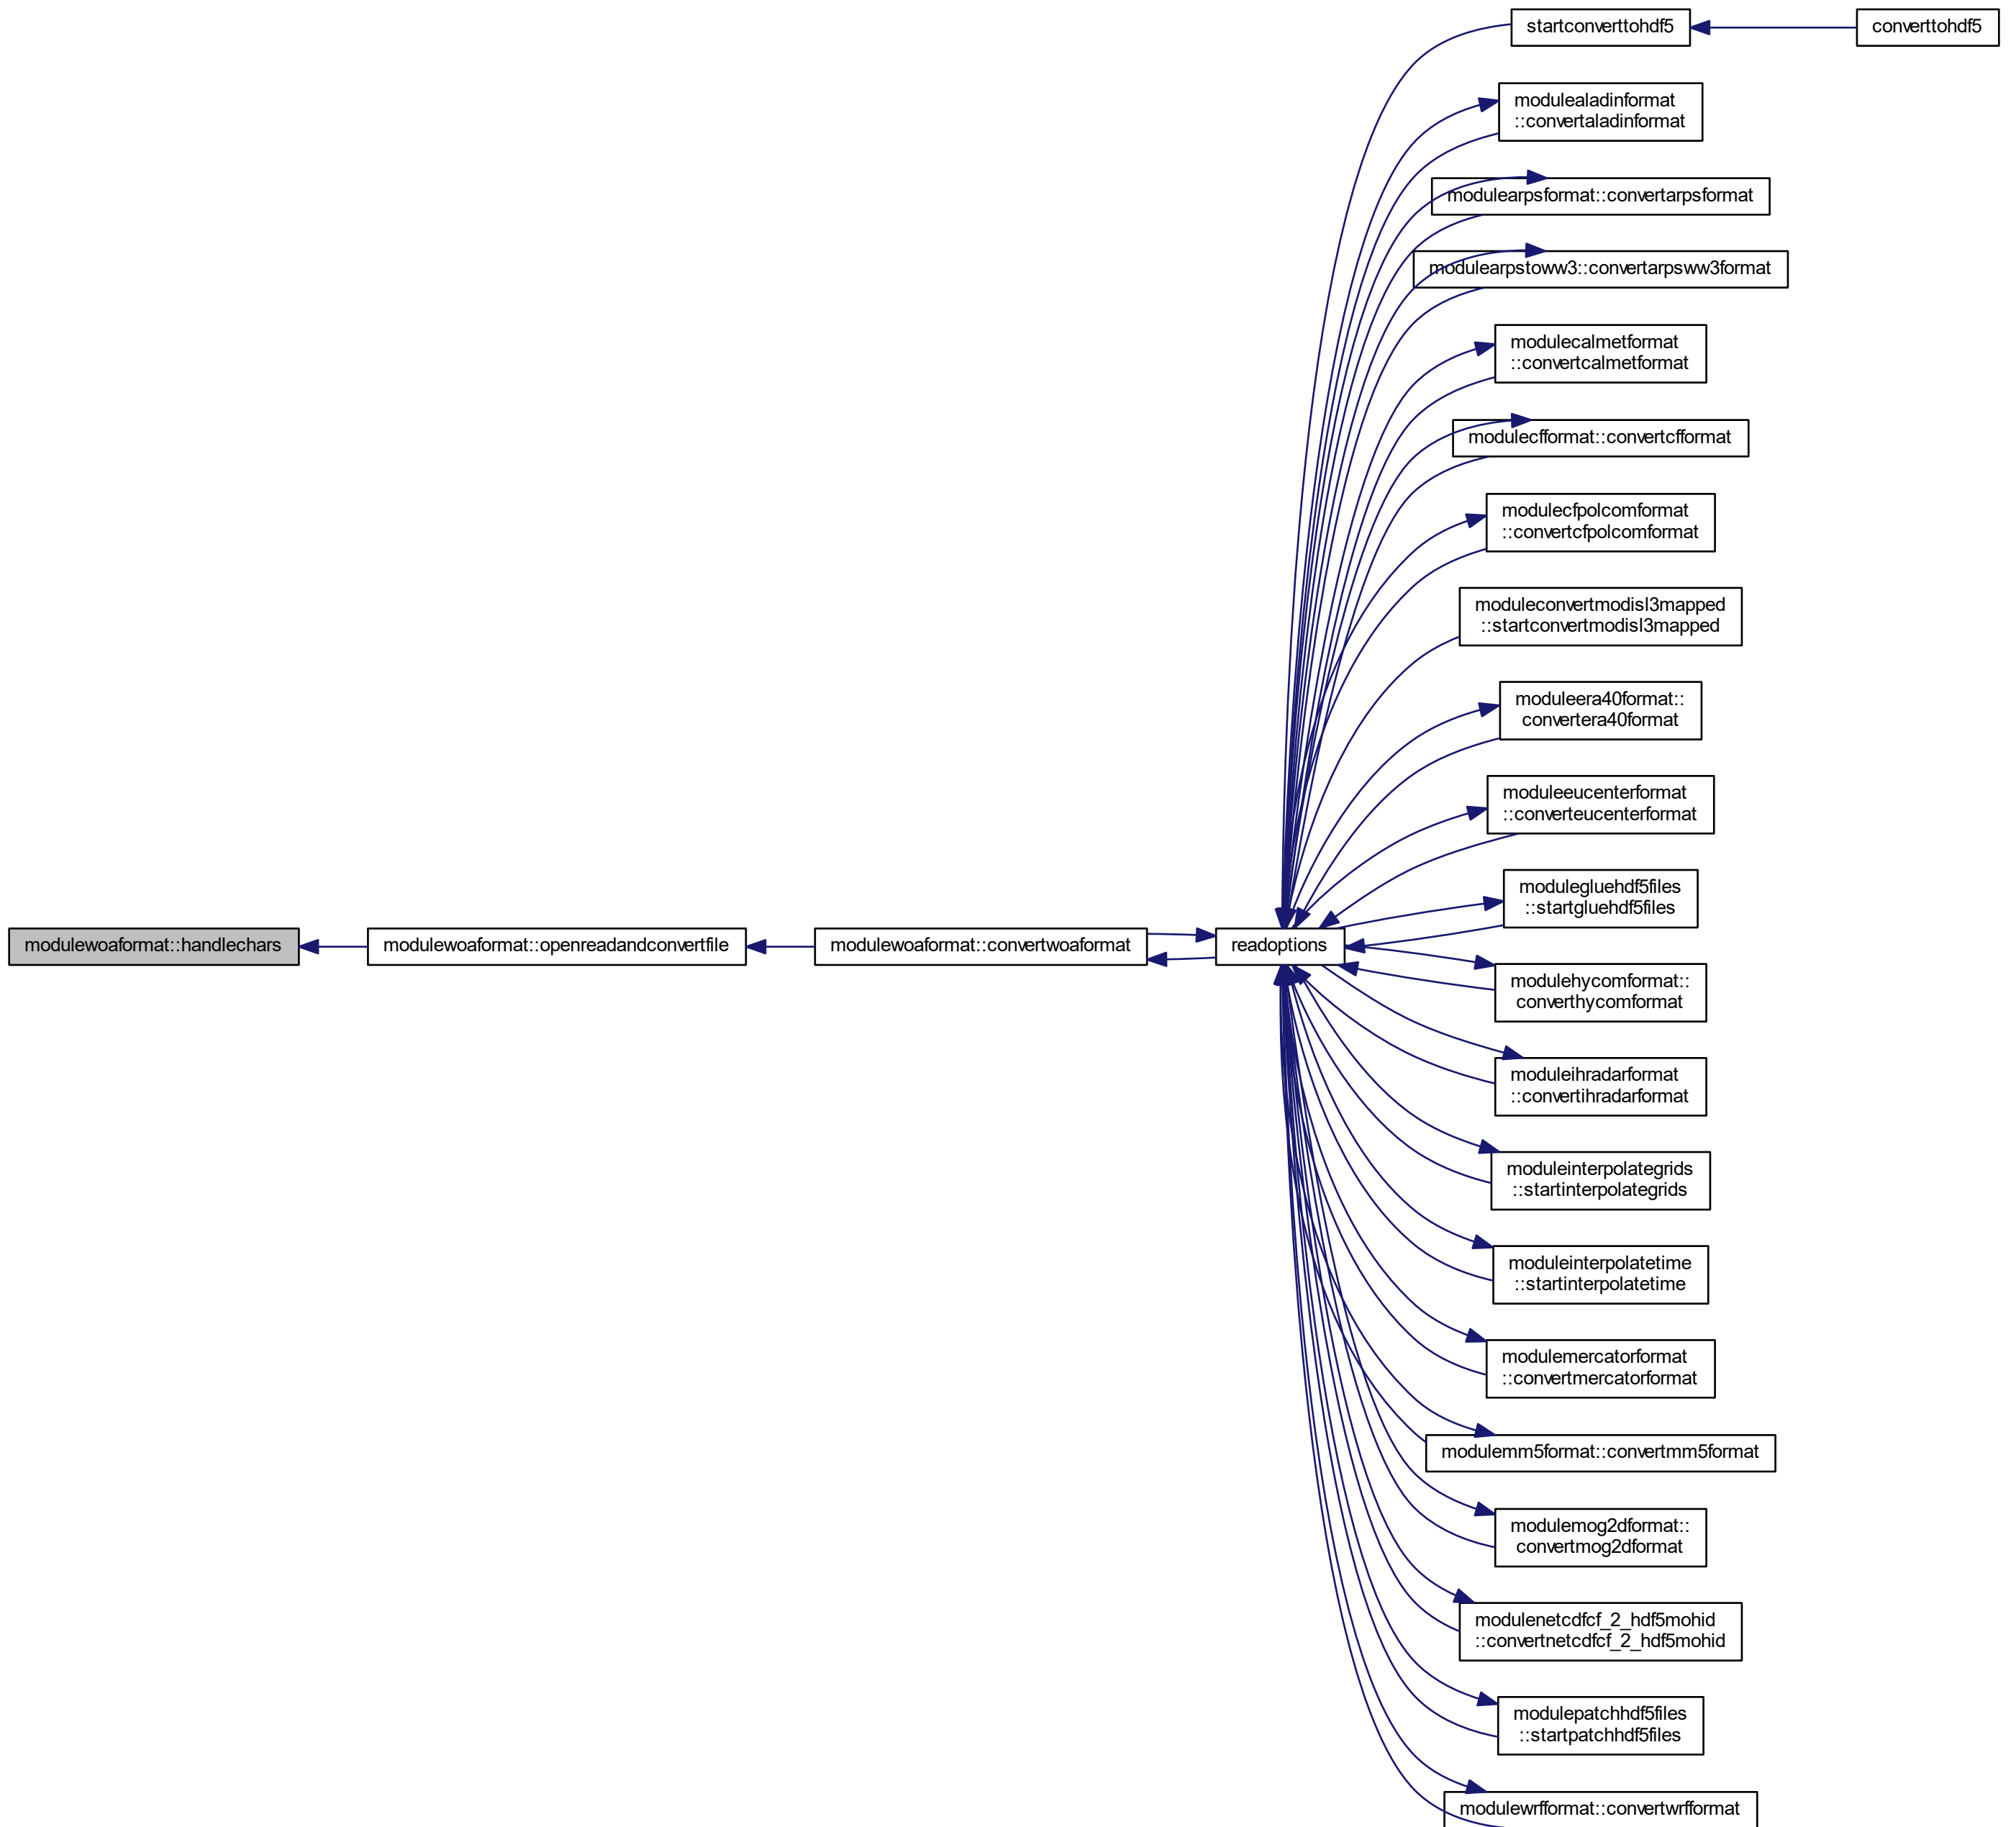 modulewoaformat::handlechars
modulewoaformat::openreadandconvertfile
modulewoaformat::convertwoaformat
readoptions
startconverttohdf5
converttohdf5
modulealadinformat
::convertaladinformat
modulearpsformat::convertarpsformat
modulearpstoww3::convertarpsww3format
modulecalmetformat
::convertcalmetformat
modulecfformat::convertcfformat
modulecfpolcomformat
::convertcfpolcomformat
moduleconvertmodisl3mapped
::startconvertmodisl3mapped
moduleera40format::
convertera40format
moduleeucenterformat
::converteucenterformat
modulegluehdf5files
::startgluehdf5files
modulehycomformat::
converthycomformat
moduleihradarformat
::convertihradarformat
moduleinterpolategrids
::startinterpolategrids
moduleinterpolatetime
::startinterpolatetime
modulemercatorformat
::convertmercatorformat
modulemm5format::convertmm5format
modulemog2dformat::
convertmog2dformat
modulenetcdfcf_2_hdf5mohid
::convertnetcdfcf_2_hdf5mohid
modulepatchhdf5files
::startpatchhdf5files
modulewrfformat::convertwrfformat